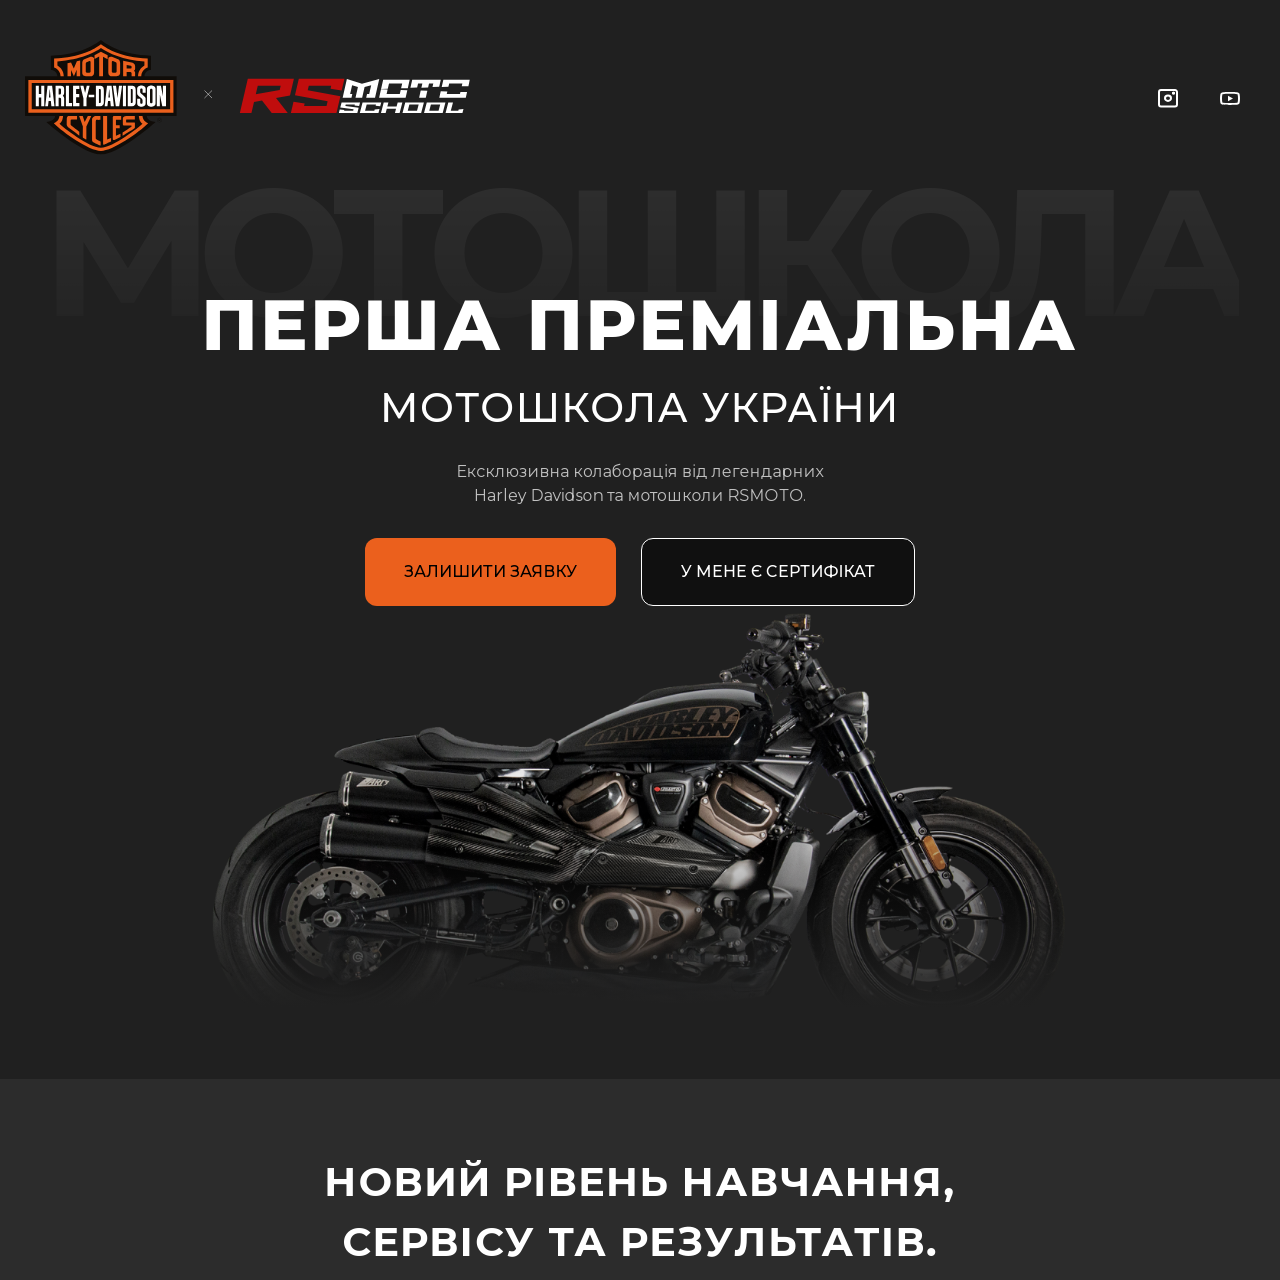 MOTOR
HARLEY-DAVIDSON
CYCLES
×
RS MOTO
SCHOOL
МОТОШКОЛА
ПЕРША ПРЕМІАЛЬНА
МОТОШКОЛА УКРАЇНИ
Ексклюзивна колаборація від легендарних
Harley Davidson та мотошколи RSMOTO.
ЗАЛИШИТИ ЗАЯВКУ
У МЕНЕ Є СЕРТИФІКАТ
HARLEY-
DAVIDSON
ZARD
НОВИЙ РІВЕНЬ НАВЧАННЯ,
СЕРВІСУ ТА РЕЗУЛЬТАТІВ.